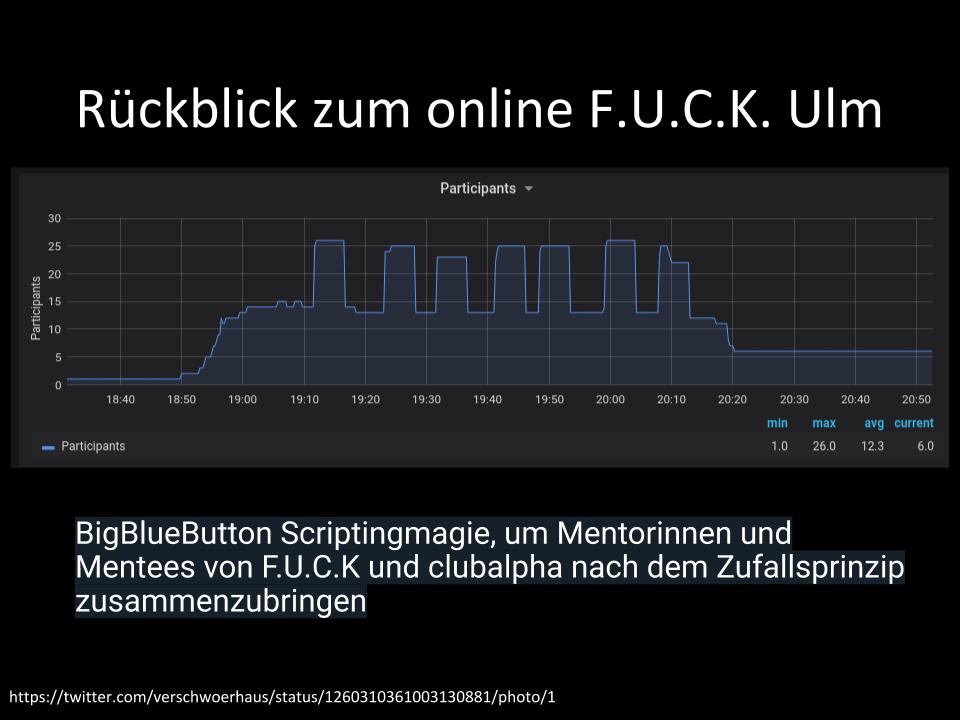 Rückblick zum online F.U.C.K. Ulm
Participants
30
25
20
15
10
5
0
Participants
18:40 18:50 19:00 19:10 19:20 19:30 19:40 19:50 20:00 20:10 20:20 20:30 20:40 20:50
min max avg current
Participants 1.0 26.0 12.3 6.0
BigBlueButton Scriptingmagie, um Mentorinnen und
Mentees von F.U.C.K und clubalpha nach dem Zufallsprinzip
zusammenzubringen
https://twitter.com/verschwoerhaus/status/1260310361003130881/photo/1